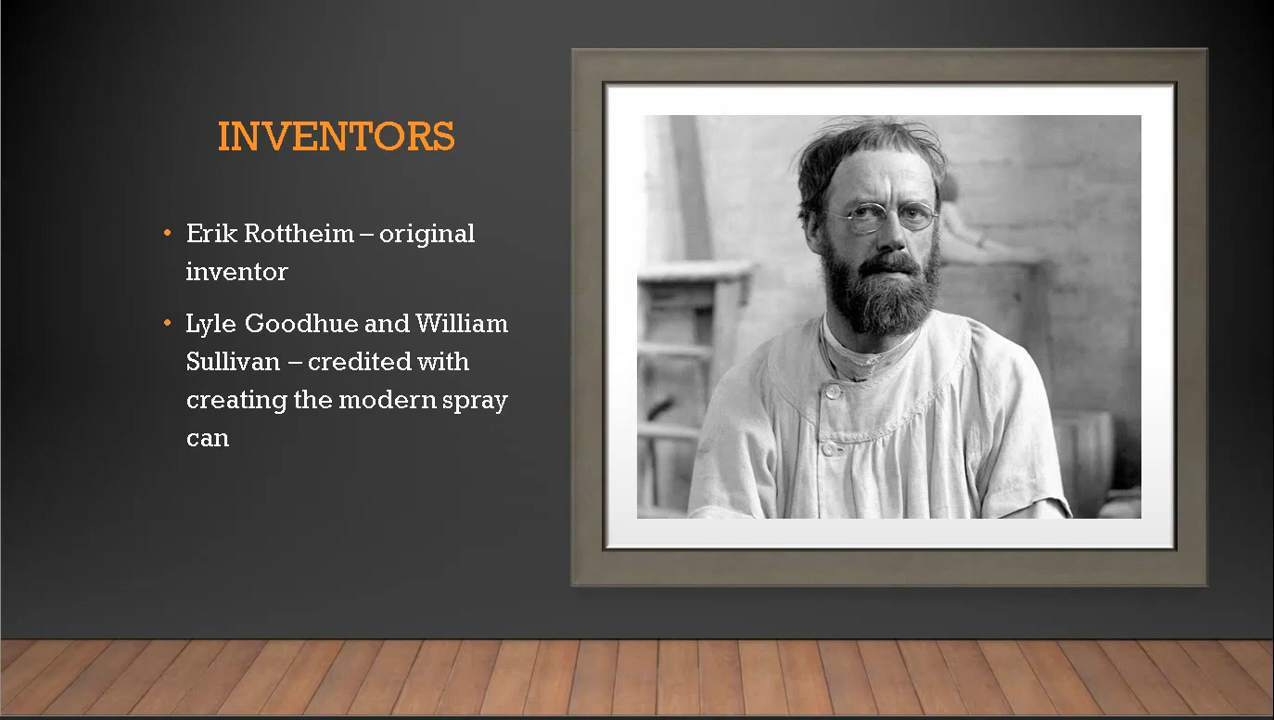 INVENTORS
• Erik Rottheim – original
inventor
• Lyle Goodhue and William
Sullivan – credited with
creating the modern spray
can